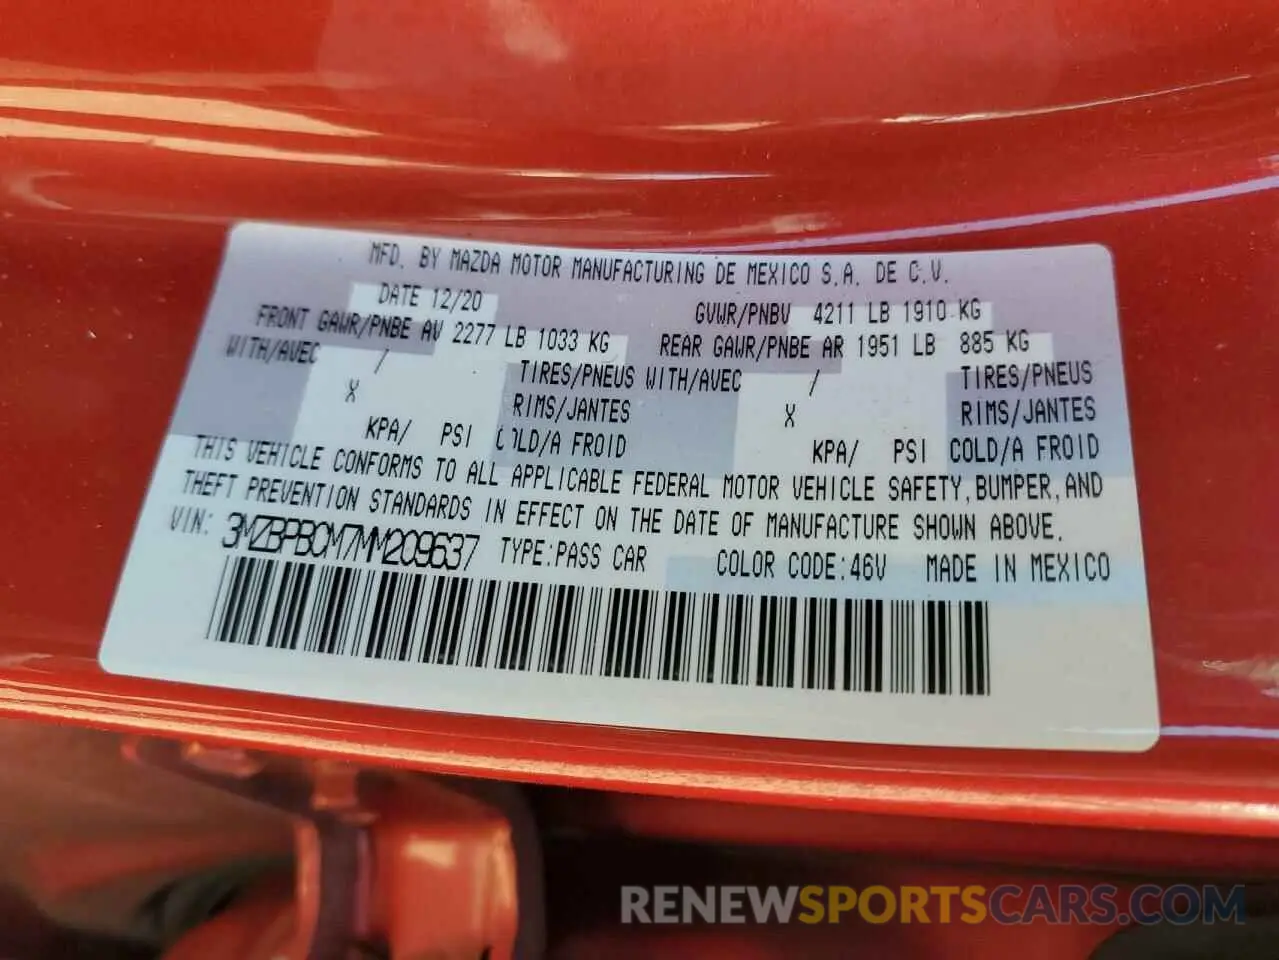 MFD. BY MAZDA MOTOR MANUFACTURING DE MEXICO S.A. DE C.V.
DATE 12/20 GVWR/PNBV 4211 LB 1910 KG
FRONT GAWR/PNBE AV 2277 LB 1033 KG REAR GAWR/PNBE AR 1951 LB 885 KG
WITH/AVEC / TIRES/PNEUS WITH/AVEC / TIRES/PNEUS
X RIMS/JANTES X RIMS/JANTES
KPA/ PSI COLD/A FROID KPA/ PSI COLD/A FROID
THIS VEHICLE CONFORMS TO ALL APPLICABLE FEDERAL MOTOR VEHICLE SAFETY, BUMPER, AND
THEFT PREVENTION STANDARDS IN EFFECT ON THE DATE OF MANUFACTURE SHOWN ABOVE.
VIN: 3MZBPBCM7MM209637 TYPE:PASS CAR COLOR CODE:46V MADE IN MEXICO
RENEWSPORTSCARS.COM